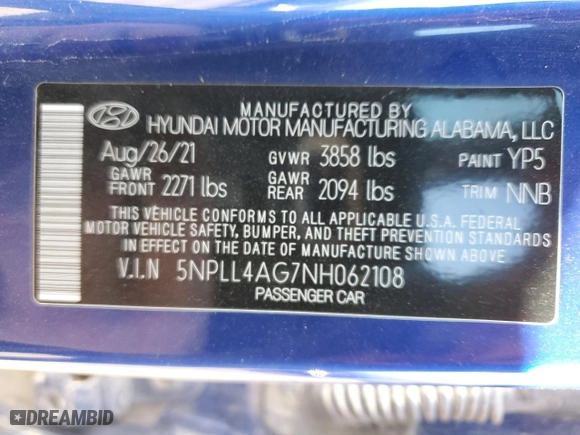 MANUFACTURED BY
HYUNDAI MOTOR MANUFACTURING ALABAMA, LLC
Aug/26/21 GVWR 3858 lbs PAINT YP5
GAWR FRONT 2271 lbs GAWR REAR 2094 lbs TRIM NNB
THIS VEHICLE CONFORMS TO ALL APPLICABLE U.S.A. FEDERAL
MOTOR VEHICLE SAFETY, BUMPER, AND THEFT PREVENTION STANDARDS
IN EFFECT ON THE DATE OF MANUFACTURE SHOWN ABOVE.
V.I.N 5NPLL4AG7NH062108
PASSENGER CAR
DREAMBID